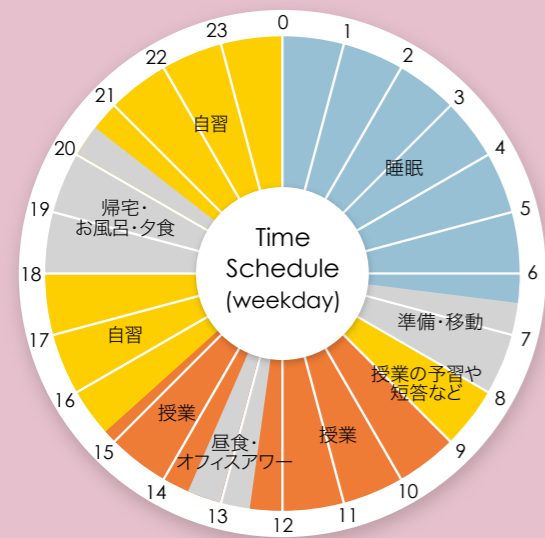 0
1
2
3
4
5
6
7
8
9
10
11
12
13
14
15
16
17
18
19
20
21
22
23
睡眠
準備・移動
授業の予習や
短答など
授業
昼食・
オフィスアワー
授業
自習
帰宅・
お風呂・夕食
自習
Time
Schedule
(weekday)